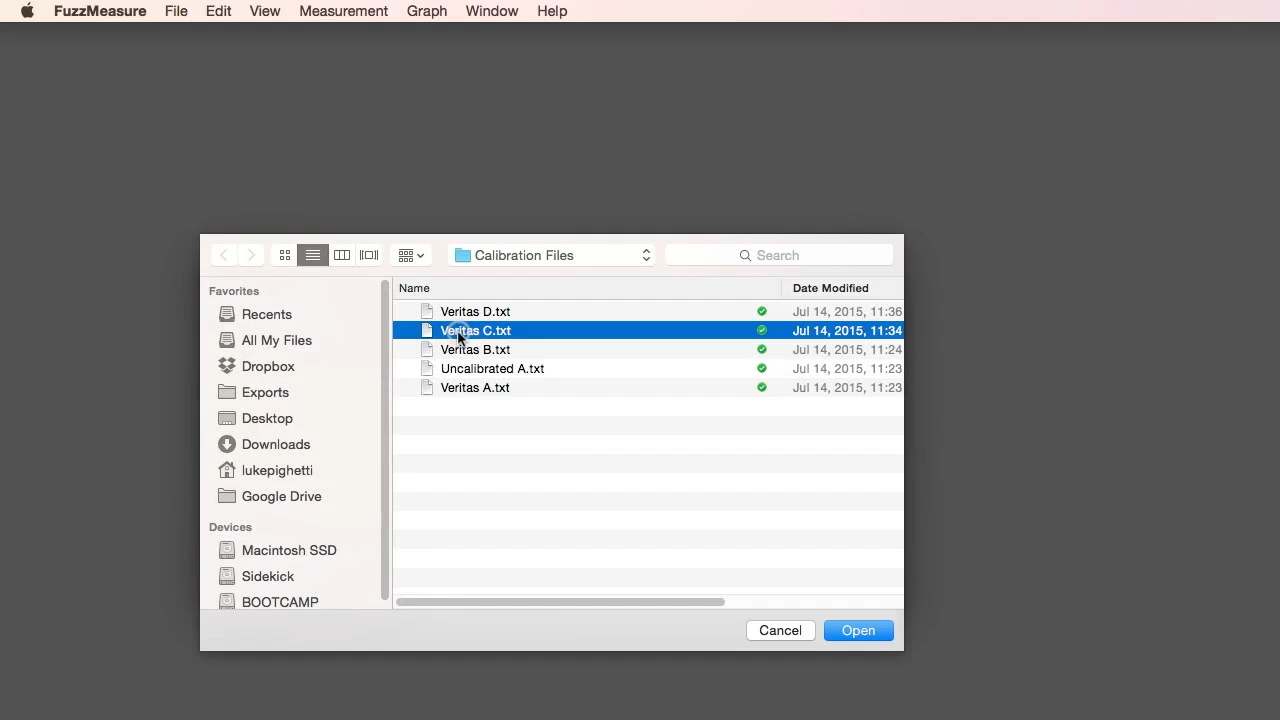 FuzzMeasure File Edit View Measurement Graph Window Help
Calibration Files
Search
Favorites
Recents
All My Files
Dropbox
Exports
Desktop
Downloads
lukepighetti
Google Drive
Devices
Macintosh SSD
Sidekick
BOOTCAMP
Name Date Modified
Veritas D.txt Jul 14, 2015, 11:36
Veritas C.txt Jul 14, 2015, 11:34
Veritas B.txt Jul 14, 2015, 11:24
Uncalibrated A.txt Jul 14, 2015, 11:23
Veritas A.txt Jul 14, 2015, 11:23
Cancel Open